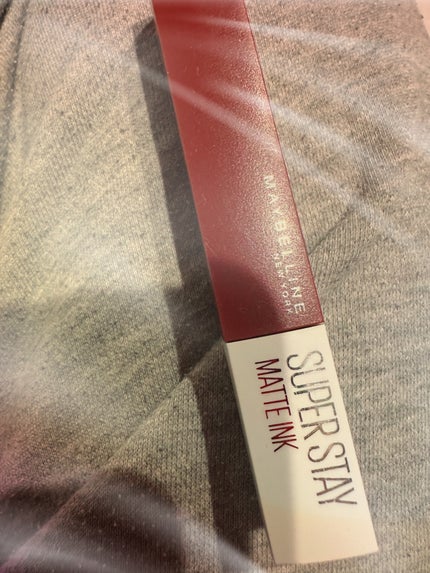 MAYBELLINE
NEW YORK
SUPER STAY
MATTE INK